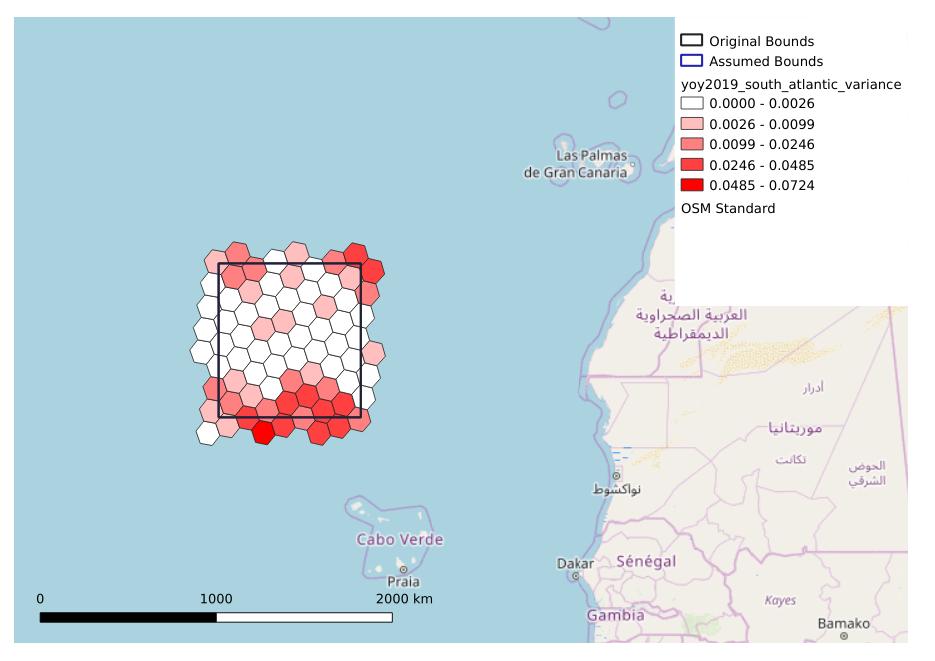 Original Bounds
Assumed Bounds
yoy2019_south_atlantic_variance
0.0000 - 0.0026
0.0026 - 0.0099
0.0099 - 0.0246
0.0246 - 0.0485
0.0485 - 0.0724
OSM Standard
Las Palmas
de Gran Canaria
العربية الصحراوية
الديمقراطية
أدرار
موريتانيا
تكانت
الحوض
الشرقي
نواكشوط
Cabo Verde
Praia
Dakar
Sénégal
Gambia
Kayes
Bamako
0 1000 2000 km